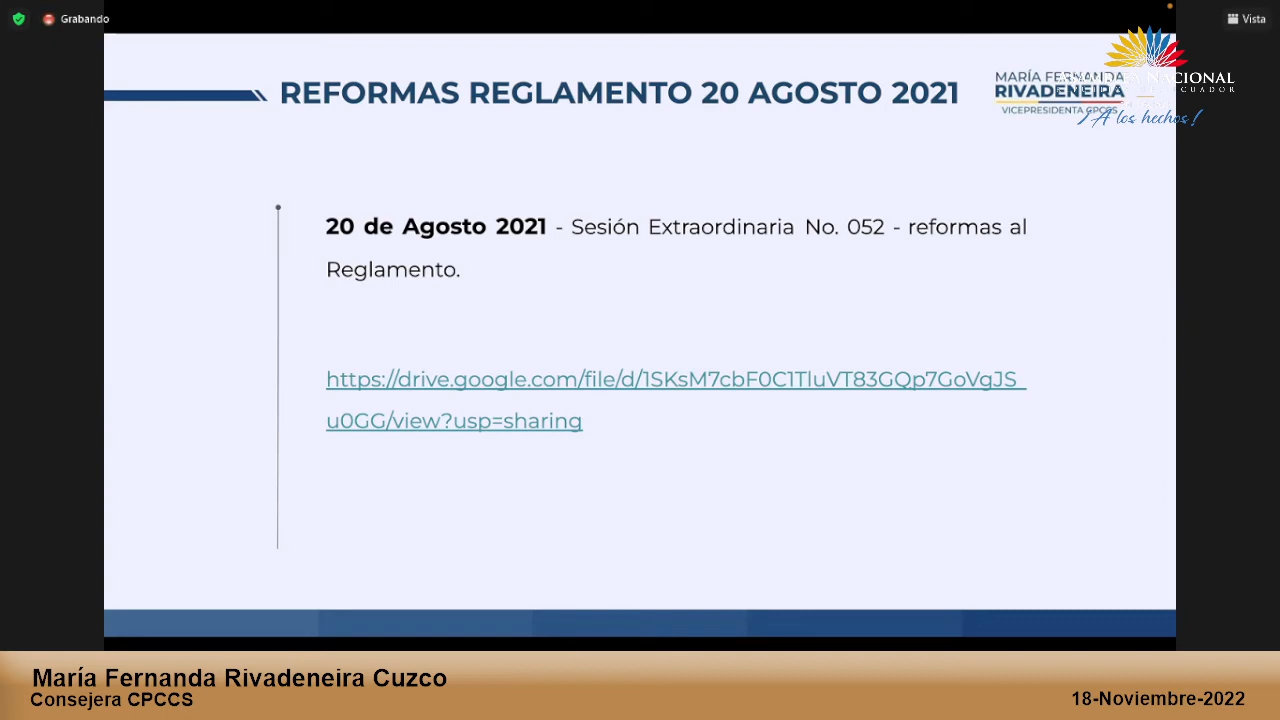 Grabando
Vista
REFORMAS REGLAMENTO 20 AGOSTO 2021
MARÍA FERNANDA
RIVADENEIRA
VICEPRESIDENTA CPCCS
NACIONAL
ECUADOR
¡A los hechos!
20 de Agosto 2021 - Sesión Extraordinaria No. 052 - reformas al
Reglamento.
https://drive.google.com/file/d/1SKsM7cbF0C1TluVT83GQp7GoVgJS_
u0GG/view?usp=sharing
María Fernanda Rivadeneira Cuzco
Consejera CPCCS
18-Noviembre-2022